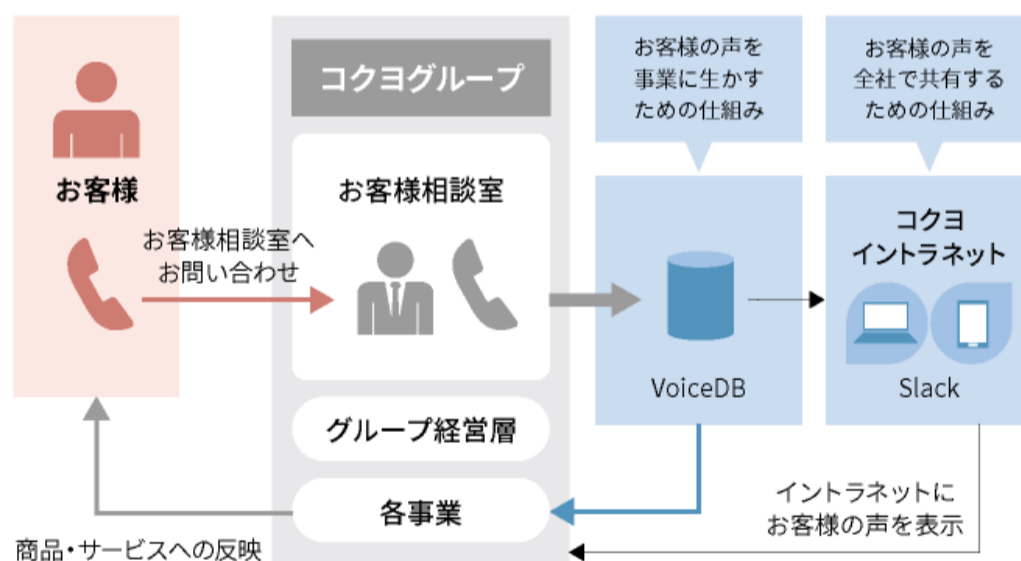 お客様の声を
事業に生かす
ための仕組み
お客様の声を
全社で共有する
ための仕組み
コクヨグループ
お客様
お客様相談室
お客様相談室へ
お問い合わせ
コクヨ
イントラネット
VoiceDB
Slack
グループ経営層
各事業
イントラネットに
お客様の声を表示
商品・サービスへの反映